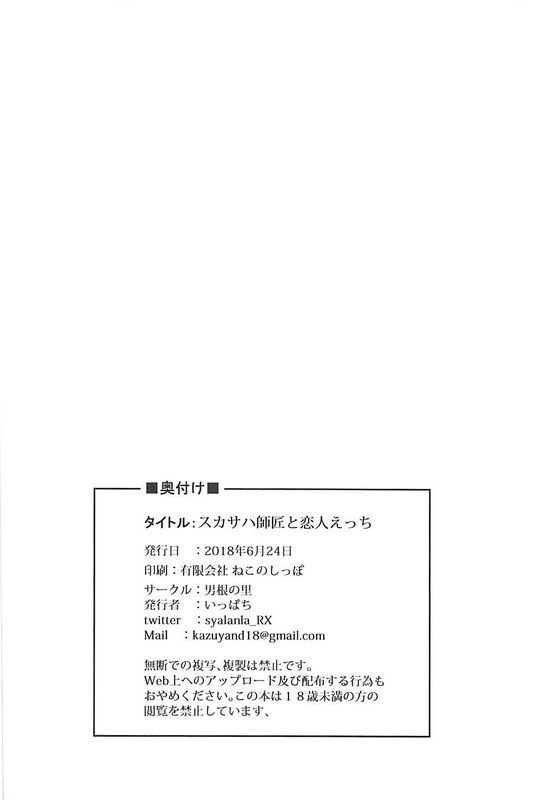 ■奥付け■
タイトル：スカサハ師匠と恋人えっち
発行日　：2018年6月24日
印刷：有限会社 ねこのしっぽ
サークル：男根の里
発行者　：いっぱち
twitter　：syalanla_RX
Mail　：kazuyand18@gmail.com
無断での複写、複製は禁止です。
Web上へのアップロード及び配布する行為も
おやめください。この本は１８歳未満の方の
閲覧を禁止しています、